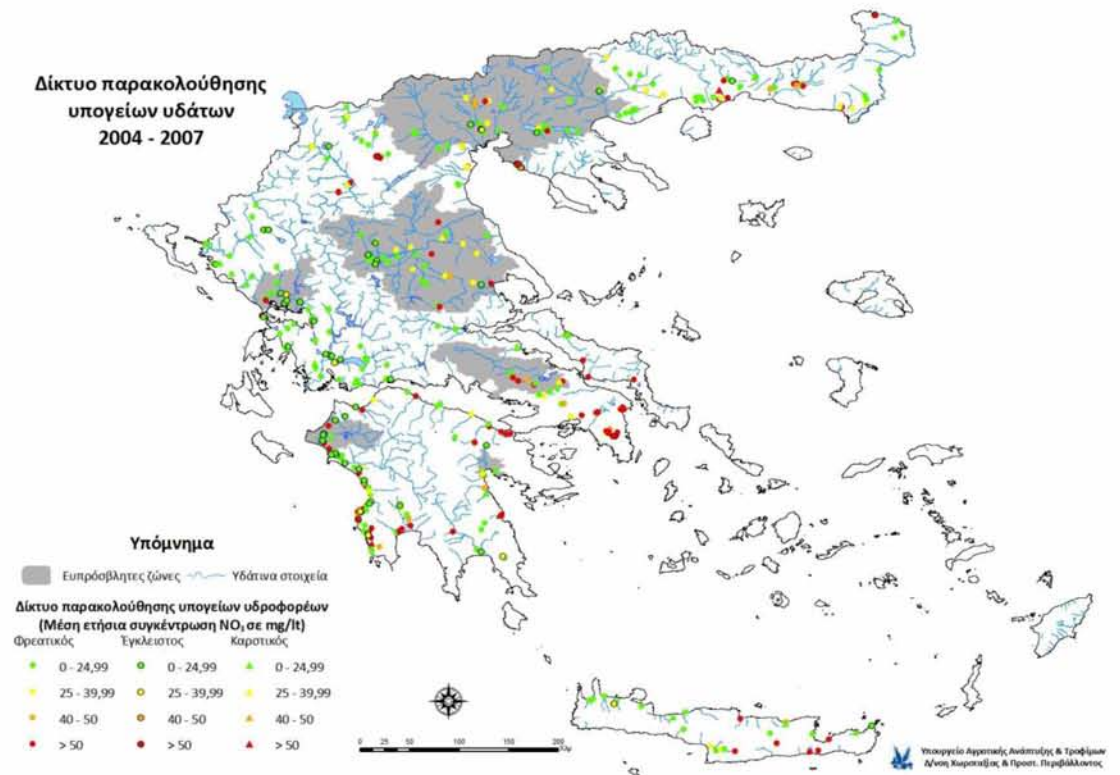 Δίκτυο παρακολούθησης
υπογείων υδάτων
2004 - 2007
Υπόμνημα
Ευπρόσβλητες ζώνες
Υδάτινα στοιχεία
Δίκτυο παρακολούθησης υπογείων υδροφορέων
(Μέση ετήσια συγκέντρωση NO₃ σε mg/lt)
Φρεατικός Έγκλειστος Καρστικός
0 - 24,99 0 - 24,99 0 - 24,99
25 - 39,99 25 - 39,99 25 - 39,99
40 - 50 40 - 50 40 - 50
> 50 > 50 > 50
0 25 50 100 150 200
Χλμ
Υπουργείο Αγροτικής Ανάπτυξης & Τροφίμων
Δ/νση Χωροταξίας & Προστ. Περιβάλλοντος